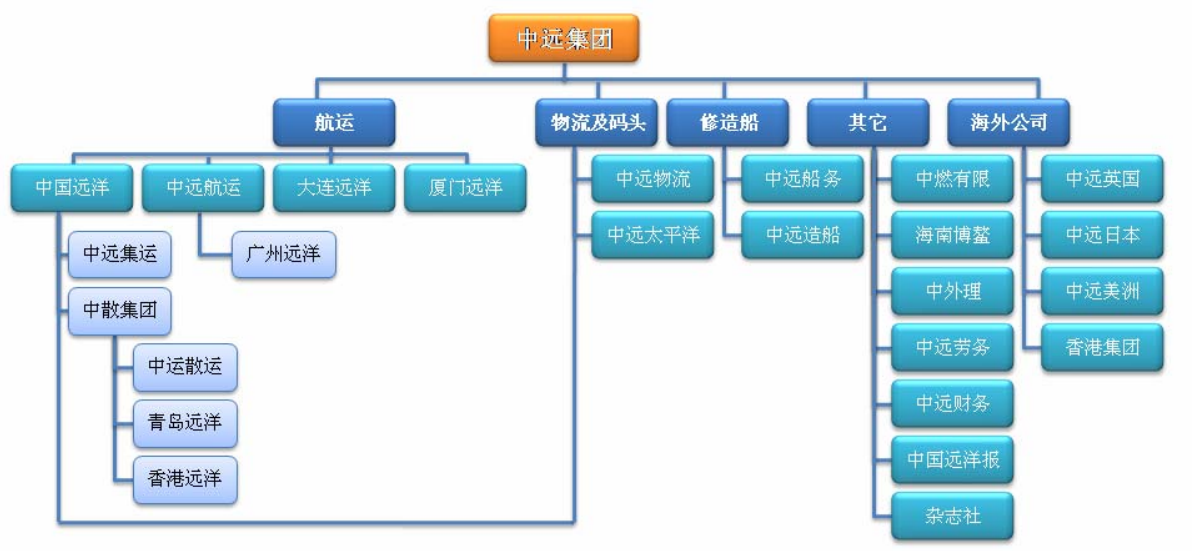 中远集团
航运
物流及码头
修造船
其它
海外公司
中国远洋
中远航运
大连远洋
厦门远洋
中远集运
中散集团
中运散运
青岛远洋
香港远洋
广州远洋
中远物流
中远太平洋
中远船务
中远造船
中燃有限
海南博鳌
中外理
中远劳务
中远财务
中国远洋报
杂志社
中远英国
中远日本
中远美洲
香港集团